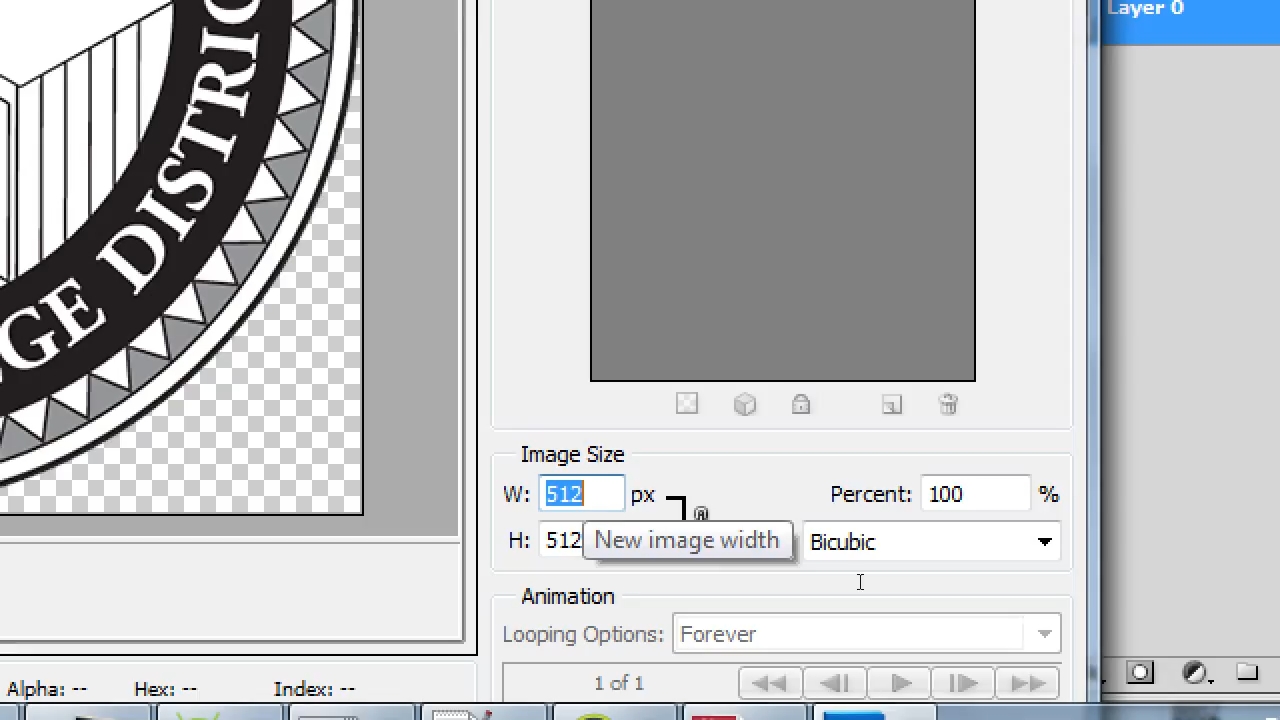 Layer 0
GE DISTRIC
Image Size
W: 512 px
Percent: 100 %
H: 512
New image width
Bicubic
Animation
Looping Options: Forever
1 of 1
Alpha: --
Hex: --
Index: --